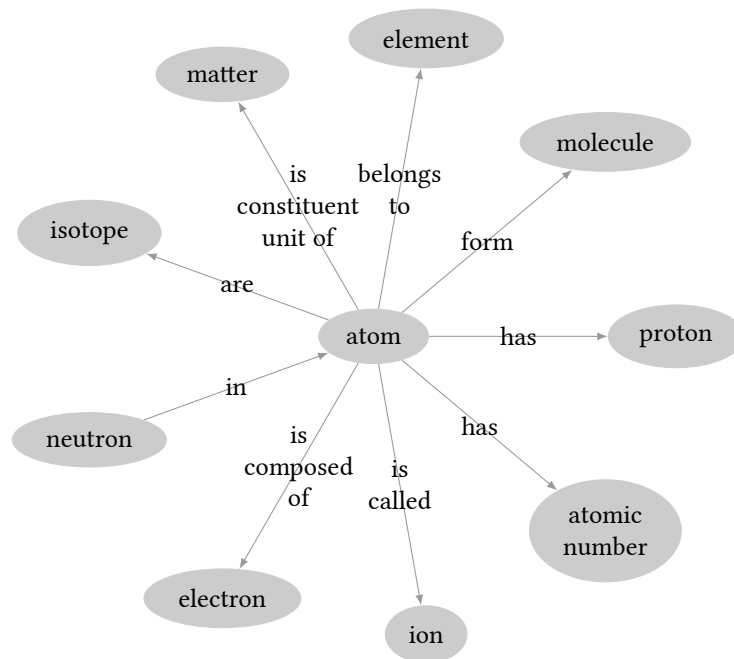 element
matter
molecule
is
constituent
unit of
belongs
to
isotope
form
are
atom
has
proton
in
neutron
has
is
composed
of
is
called
atomic
number
electron
ion